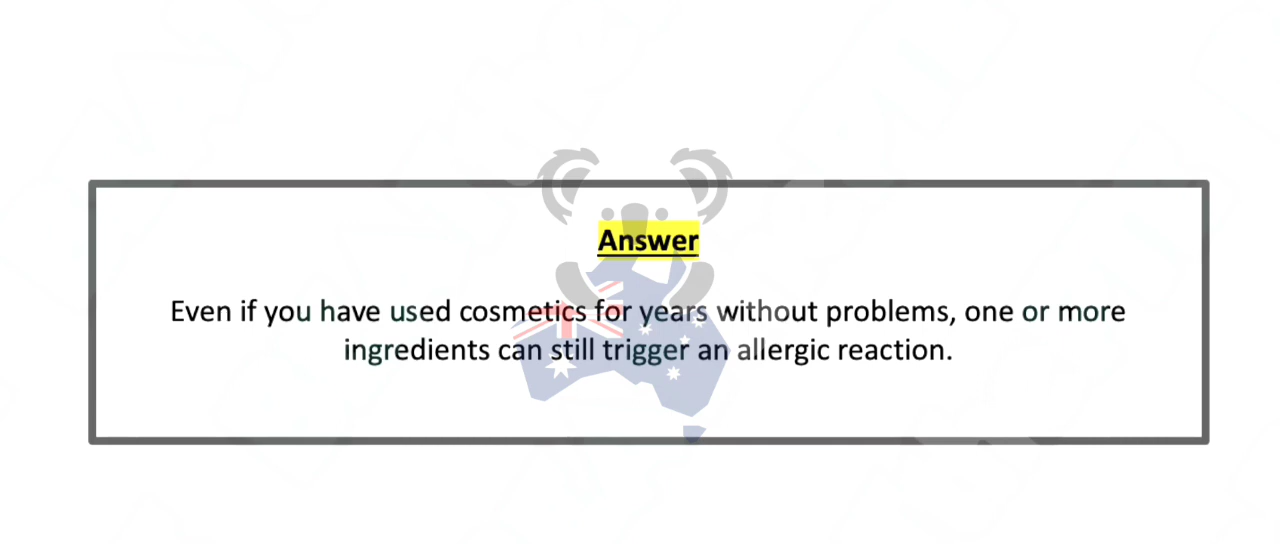 Answer
Even if you have used cosmetics for years without problems, one or more
ingredients can still trigger an allergic reaction.